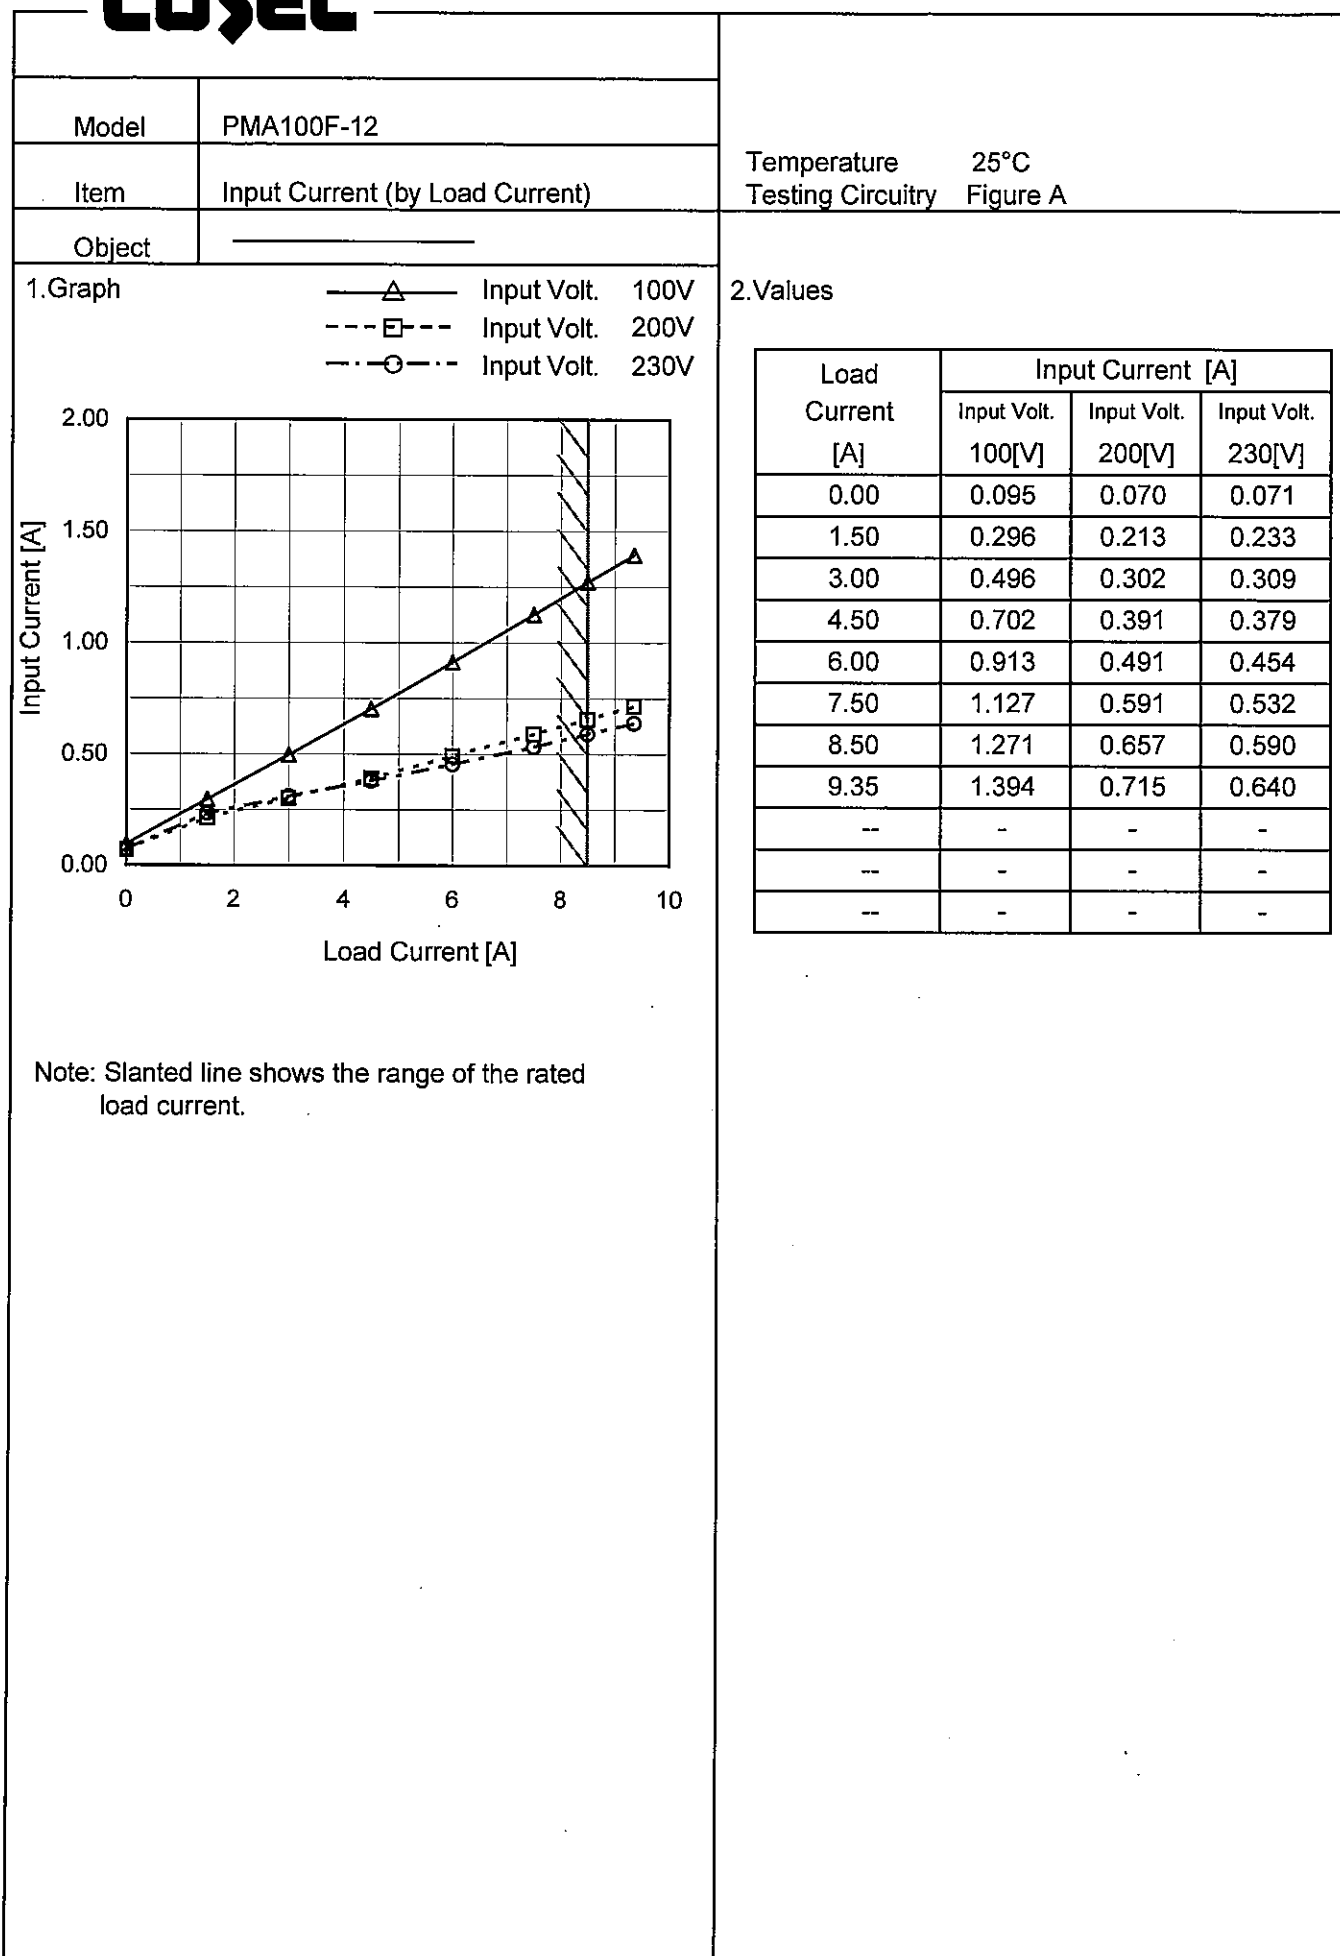 COSEL
Model PMA100F-12
Item Input Current (by Load Current)
Object
Temperature 25°C
Testing Circuitry Figure A
1.Graph
Input Volt. 100V
Input Volt. 200V
Input Volt. 230V
2.00
1.50
1.00
0.50
0.00
0 2 4 6 8 10
Input Current [A]
Load Current [A]
Note: Slanted line shows the range of the rated
load current.
2.Values
Load Input Current [A]
Current Input Volt. Input Volt. Input Volt.
[A] 100[V] 200[V] 230[V]
0.00 0.095 0.070 0.071
1.50 0.296 0.213 0.233
3.00 0.496 0.302 0.309
4.50 0.702 0.391 0.379
6.00 0.913 0.491 0.454
7.50 1.127 0.591 0.532
8.50 1.271 0.657 0.590
9.35 1.394 0.715 0.640
-- - - -
-- - - -
-- - - -